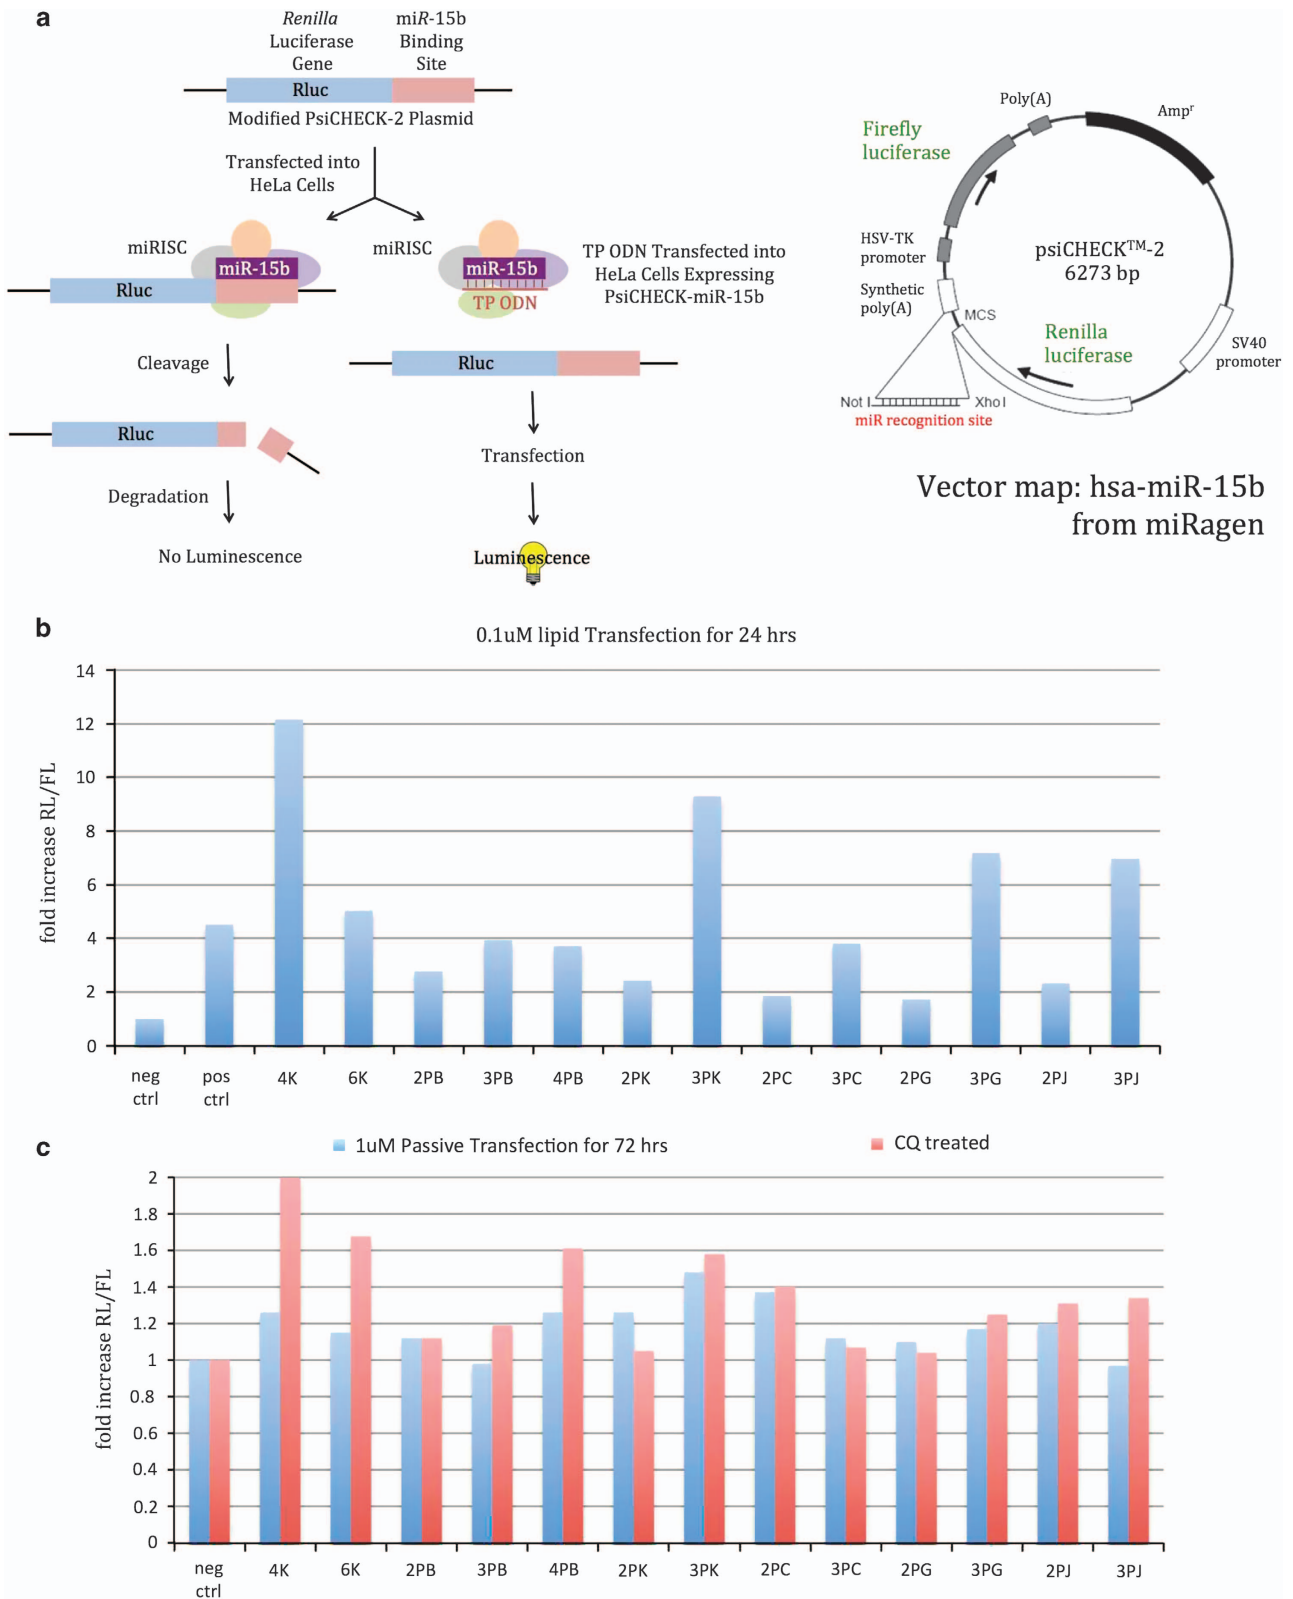 a
Renilla
Luciferase
Gene
miR-15b
Binding
Site
Rluc
Modified PsiCHECK-2 Plasmid
Transfected into
HeLa Cells
miRISC
miR-15b
Rluc
Cleavage
Rluc
Degradation
No Luminescence
miRISC
miR-15b
TP ODN
TP ODN Transfected into
HeLa Cells Expressing
PsiCHECK-miR-15b
Rluc
Transfection
Luminescence
Poly(A)
Ampr
Firefly
luciferase
HSV-TK
promoter
Synthetic
poly(A)
psiCHECK™-2
6273 bp
MCS
Renilla
luciferase
SV40
promoter
Not I
Xho I
miR recognition site
Vector map: hsa-miR-15b
from miRagen
b
0.1uM lipid Transfection for 24 hrs
fold increase RL/FL
14
12
10
8
6
4
2
0
neg ctrl pos ctrl 4K 6K 2PB 3PB 4PB 2PK 3PK 2PC 3PC 2PG 3PG 2PJ 3PJ
c
1uM Passive Transfection for 72 hrs
CQ treated
fold increase RL/FL
2
1.8
1.6
1.4
1.2
1
0.8
0.6
0.4
0.2
0
neg ctrl 4K 6K 2PB 3PB 4PB 2PK 3PK 2PC 3PC 2PG 3PG 2PJ 3PJ